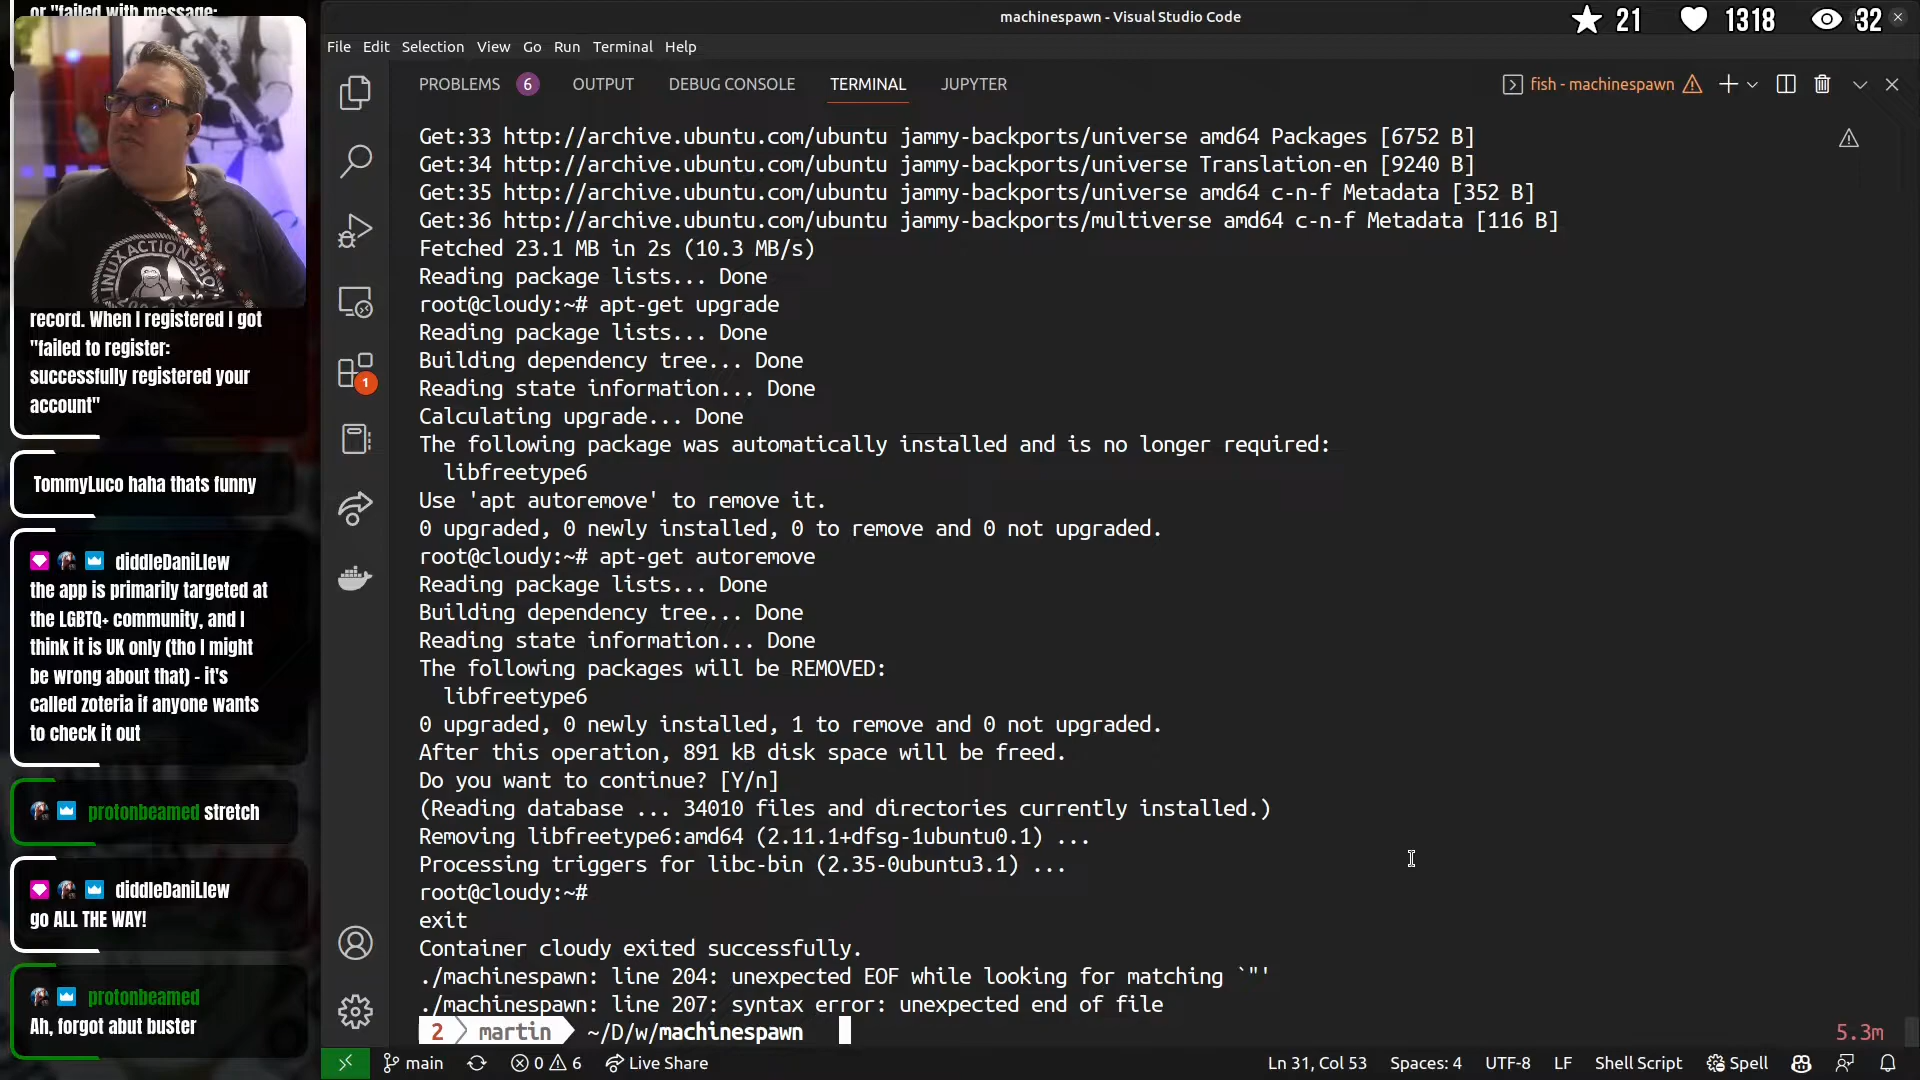 or "failed with message:
record. When I registered I got
"failed to register:
successfully registered your
account"
TommyLuco haha thats funny
diddleDaniLlew
the app is primarily targeted at
the LGBTQ+ community, and I
think it is UK only (tho I might
be wrong about that) - it's
called zoteria if anyone wants
to check it out
protonbeamed stretch
diddleDaniLlew
go ALL THE WAY!
protonbeamed
Ah, forgot abut buster
LINUX ACTION SHOW
machinespawn - Visual Studio Code
21 1318 32
File Edit Selection View Go Run Terminal Help
PROBLEMS 6 OUTPUT DEBUG CONSOLE TERMINAL JUPYTER
fish - machinespawn
1
Get:33 http://archive.ubuntu.com/ubuntu jammy-backports/universe amd64 Packages [6752 B]
Get:34 http://archive.ubuntu.com/ubuntu jammy-backports/universe Translation-en [9240 B]
Get:35 http://archive.ubuntu.com/ubuntu jammy-backports/universe amd64 c-n-f Metadata [352 B]
Get:36 http://archive.ubuntu.com/ubuntu jammy-backports/multiverse amd64 c-n-f Metadata [116 B]
Fetched 23.1 MB in 2s (10.3 MB/s)
Reading package lists... Done
root@cloudy:~# apt-get upgrade
Reading package lists... Done
Building dependency tree... Done
Reading state information... Done
Calculating upgrade... Done
The following package was automatically installed and is no longer required:
libfreetype6
Use 'apt autoremove' to remove it.
0 upgraded, 0 newly installed, 0 to remove and 0 not upgraded.
root@cloudy:~# apt-get autoremove
Reading package lists... Done
Building dependency tree... Done
Reading state information... Done
The following packages will be REMOVED:
libfreetype6
0 upgraded, 0 newly installed, 1 to remove and 0 not upgraded.
After this operation, 891 kB disk space will be freed.
Do you want to continue? [Y/n]
(Reading database ... 34010 files and directories currently installed.)
Removing libfreetype6:amd64 (2.11.1+dfsg-1ubuntu0.1) ...
Processing triggers for libc-bin (2.35-0ubuntu3.1) ...
root@cloudy:~#
exit
Container cloudy exited successfully.
./machinespawn: line 204: unexpected EOF while looking for matching `"'
./machinespawn: line 207: syntax error: unexpected end of file
2 martin ~/D/w/machinespawn 5.3m
main 0 6 Live Share Ln 31, Col 53 Spaces: 4 UTF-8 LF Shell Script Spell